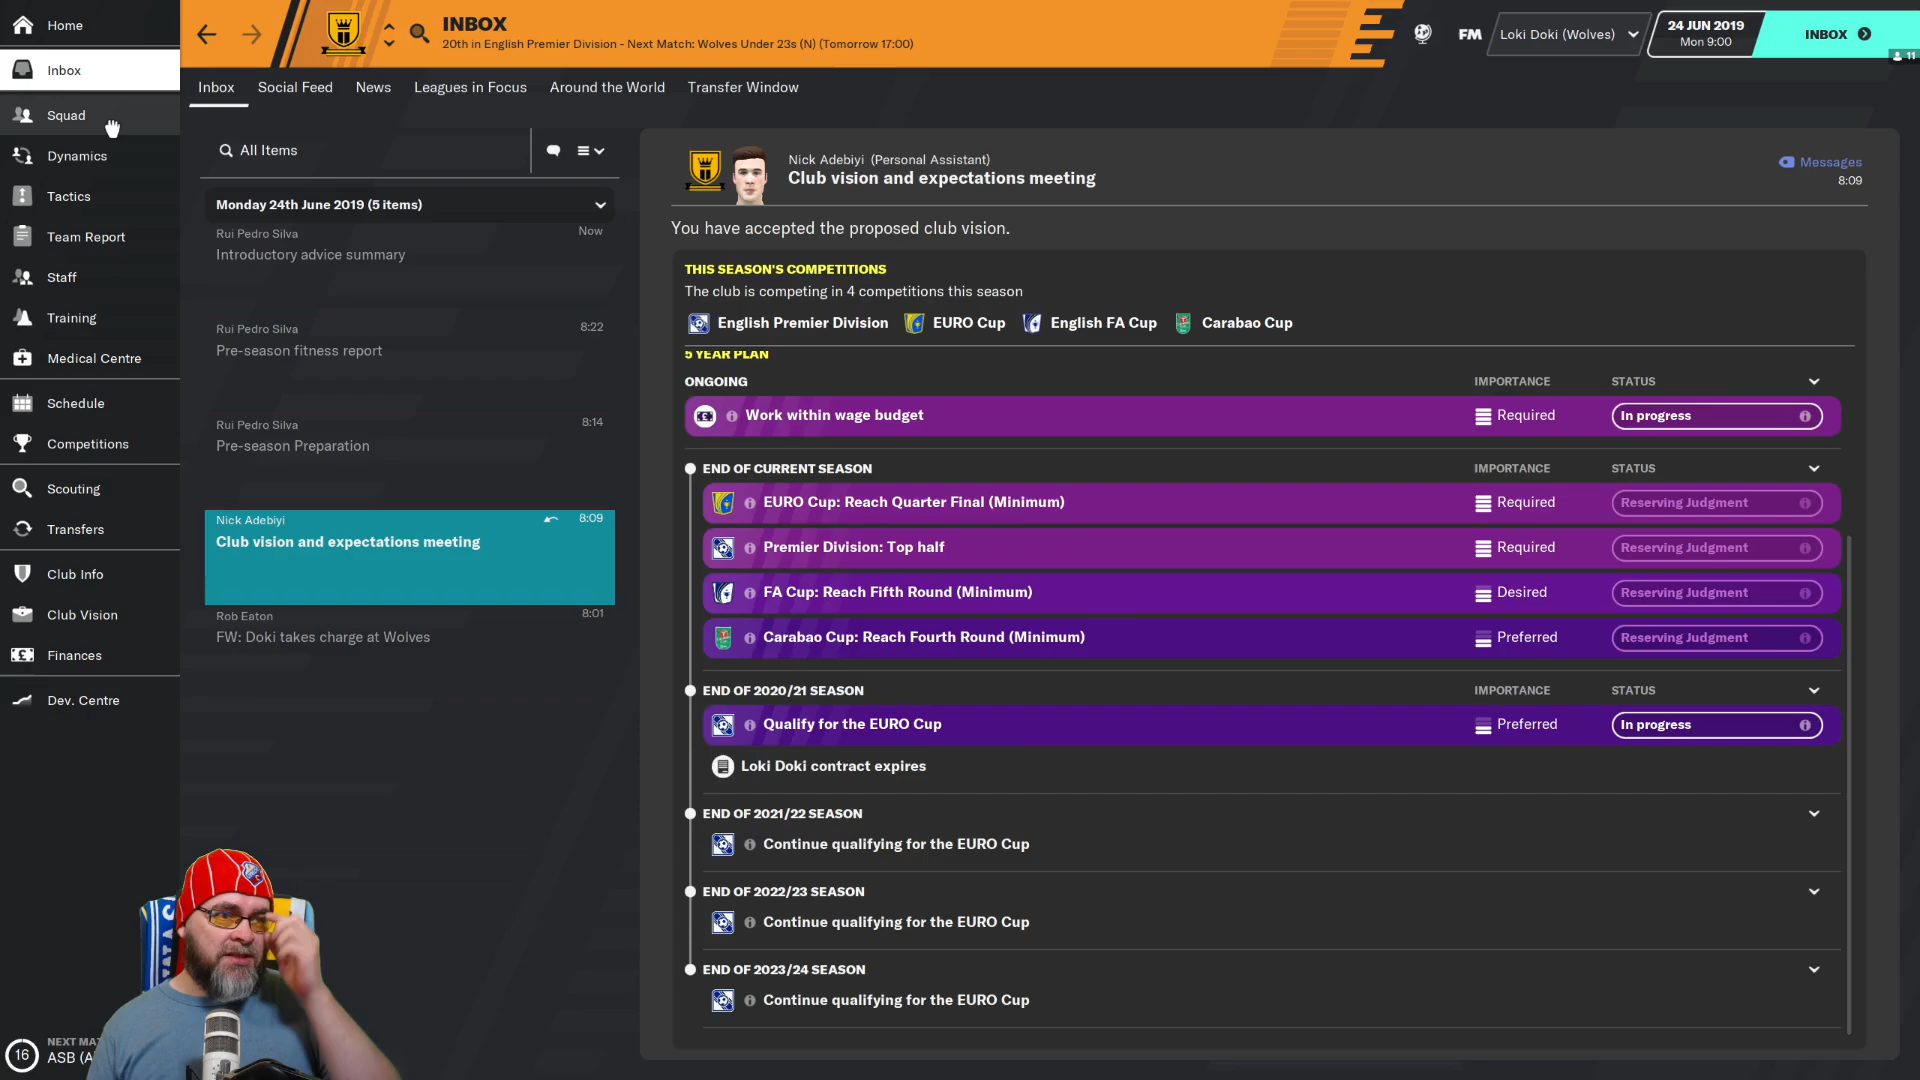 Home
INBOX
20th in English Premier Division - Next Match: Wolves Under 23s (N) (Tomorrow 17:00)
FM
Loki Doki (Wolves)
24 JUN 2019
Mon 9:00
INBOX
11
Inbox
Squad
Dynamics
Tactics
Team Report
Staff
Training
Medical Centre
Schedule
Competitions
Scouting
Transfers
Club Info
Club Vision
Finances
Dev. Centre
16
NEXT MA
ASB (A
Inbox Social Feed News Leagues in Focus Around the World Transfer Window
All Items
Monday 24th June 2019 (5 items)
Rui Pedro Silva Now
Introductory advice summary
Rui Pedro Silva 8:22
Pre-season fitness report
Rui Pedro Silva 8:14
Pre-season Preparation
Nick Adebiyi 8:09
Club vision and expectations meeting
Rob Eaton 8:01
FW: Doki takes charge at Wolves
Nick Adebiyi (Personal Assistant)
Club vision and expectations meeting
Messages
8:09
You have accepted the proposed club vision.
THIS SEASON'S COMPETITIONS
The club is competing in 4 competitions this season
English Premier Division EURO Cup English FA Cup Carabao Cup
5 YEAR PLAN
ONGOING IMPORTANCE STATUS
Work within wage budget Required In progress
END OF CURRENT SEASON IMPORTANCE STATUS
EURO Cup: Reach Quarter Final (Minimum) Required Reserving Judgment
Premier Division: Top half Required Reserving Judgment
FA Cup: Reach Fifth Round (Minimum) Desired Reserving Judgment
Carabao Cup: Reach Fourth Round (Minimum) Preferred Reserving Judgment
END OF 2020/21 SEASON IMPORTANCE STATUS
Qualify for the EURO Cup Preferred In progress
Loki Doki contract expires
END OF 2021/22 SEASON
Continue qualifying for the EURO Cup
END OF 2022/23 SEASON
Continue qualifying for the EURO Cup
END OF 2023/24 SEASON
Continue qualifying for the EURO Cup